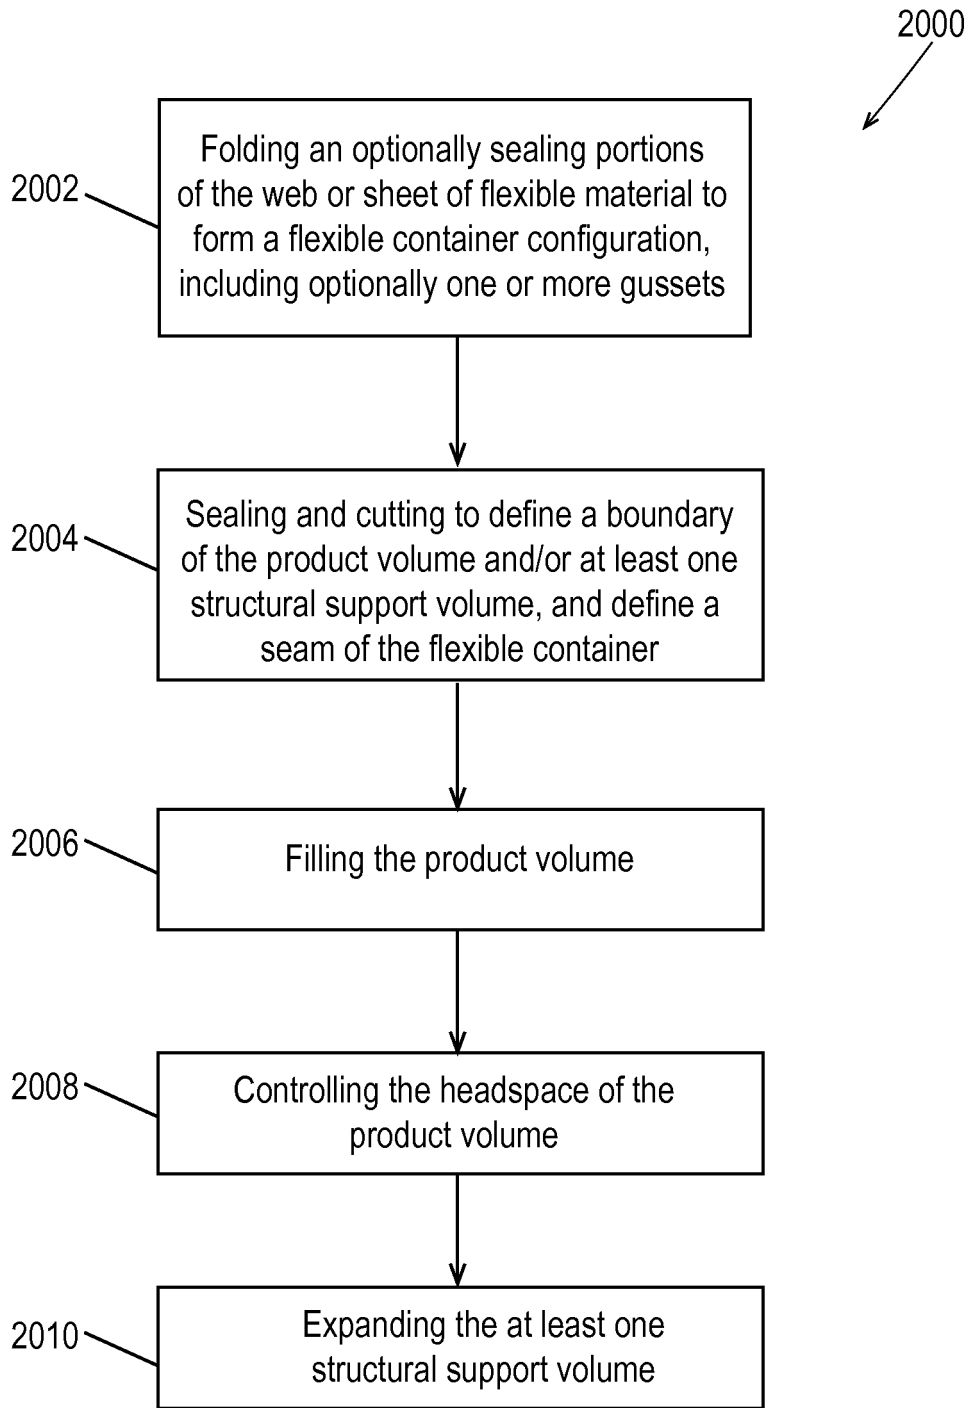 2000
2002
Folding an optionally sealing portions
of the web or sheet of flexible material to
form a flexible container configuration,
including optionally one or more gussets
2004
Sealing and cutting to define a boundary
of the product volume and/or at least one
structural support volume, and define a
seam of the flexible container
2006
Filling the product volume
2008
Controlling the headspace of the
product volume
2010
Expanding the at least one
structural support volume